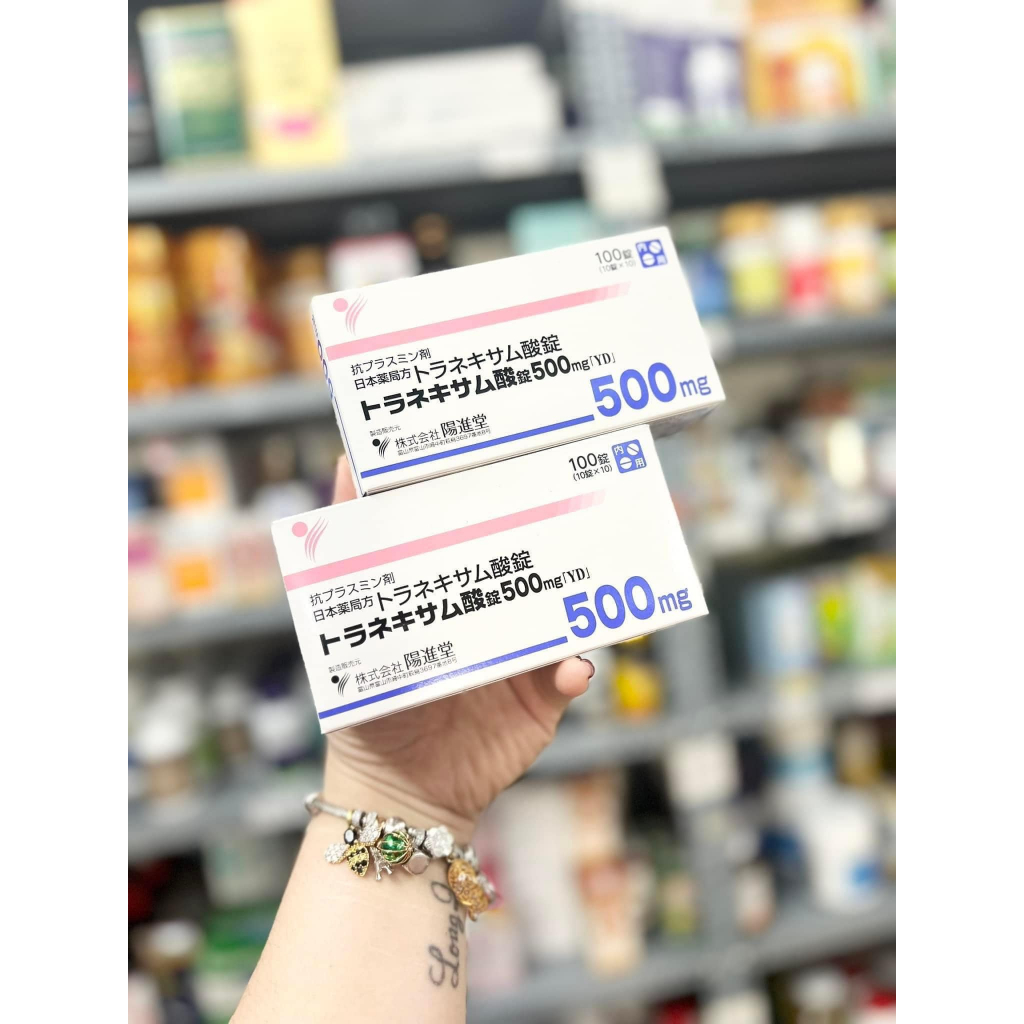 100錠
(10錠×10)
内
用
抗プラスミン剤
日本薬局方 トラネキサム酸錠
トラネキサム酸錠500mg「YD」
500mg
製造販売元
株式会社 陽進堂
100錠
(10錠×10)
内
用
抗プラスミン剤
日本薬局方 トラネキサム酸錠
トラネキサム酸錠500mg「YD」
500mg
製造販売元
株式会社 陽進堂
Long